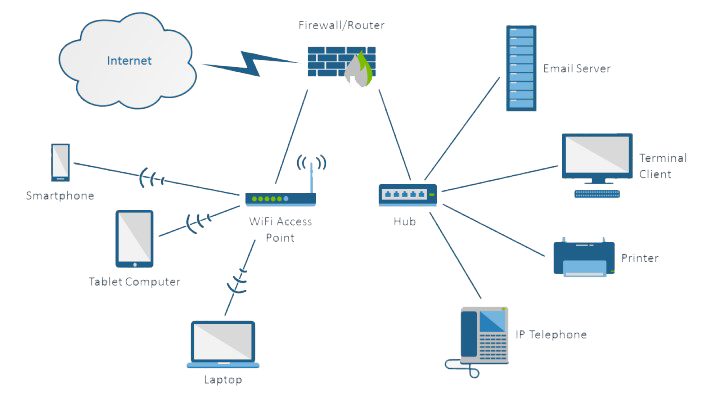 Firewall/Router
Internet
Email Server
Terminal
Client
Smartphone
WiFi Access
Point
Hub
Printer
Tablet Computer
IP Telephone
Laptop